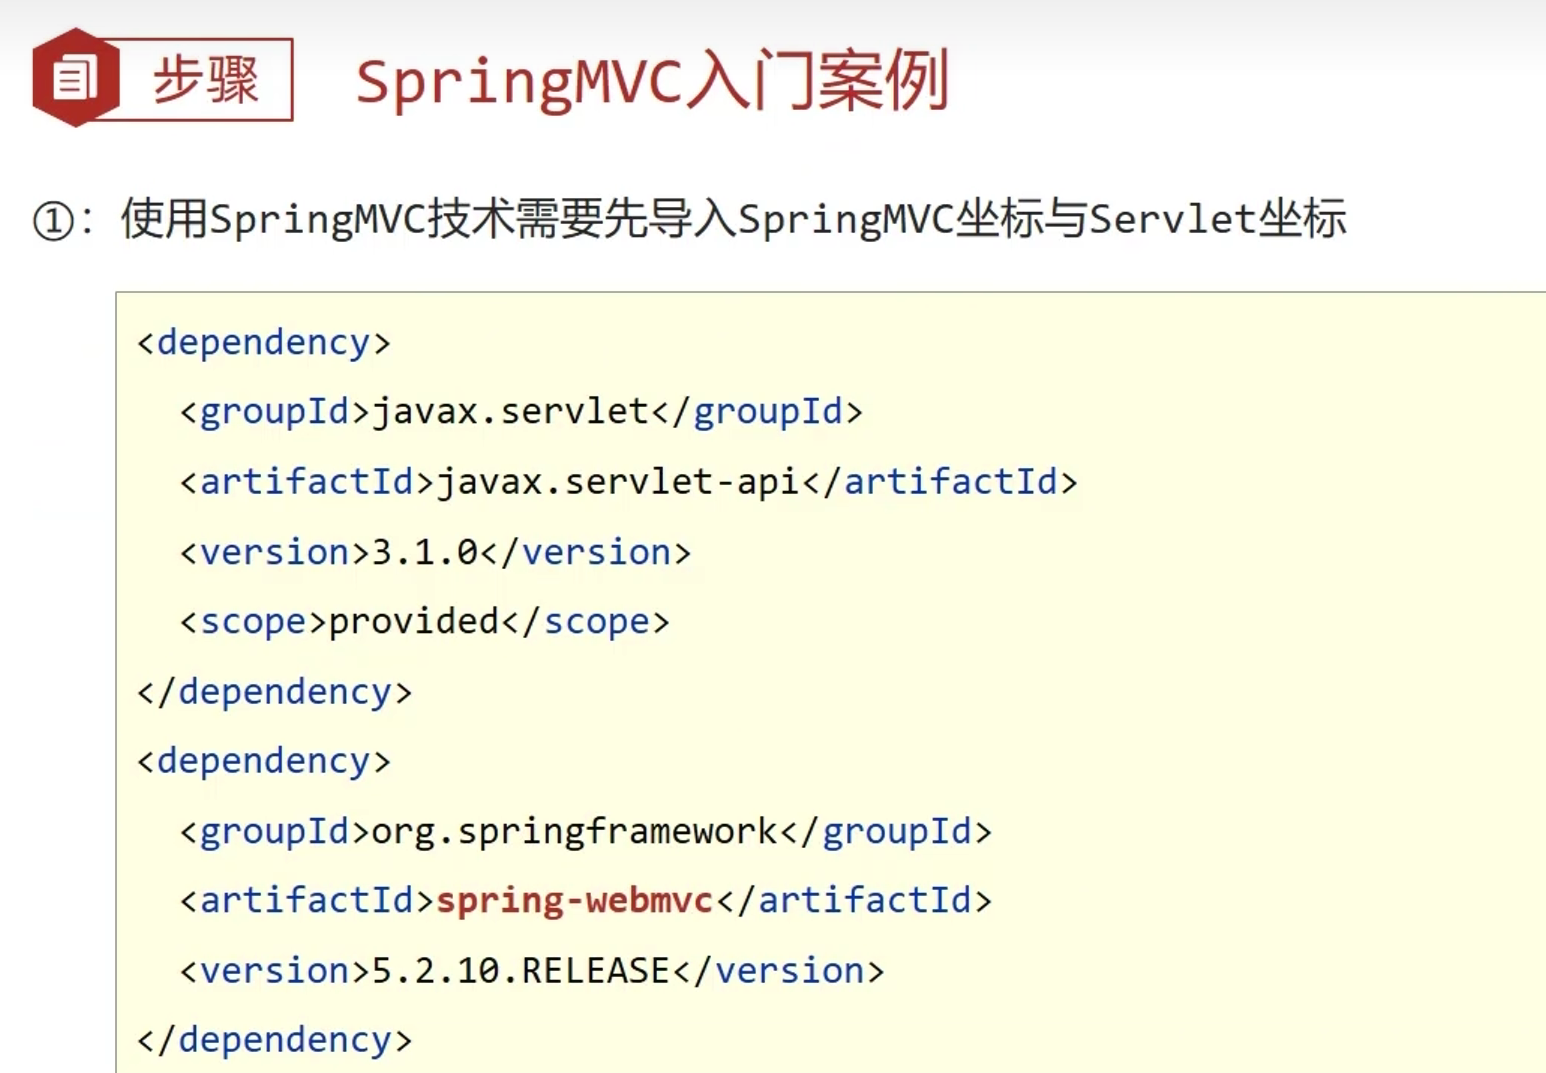 步骤
SpringMVC入门案例
①：使用SpringMVC技术需要先导入SpringMVC坐标与Servlet坐标
<dependency>
<groupId>javax.servlet</groupId>
<artifactId>javax.servlet-api</artifactId>
<version>3.1.0</version>
<scope>provided</scope>
</dependency>
<dependency>
<groupId>org.springframework</groupId>
<artifactId>spring-webmvc</artifactId>
<version>5.2.10.RELEASE</version>
</dependency>